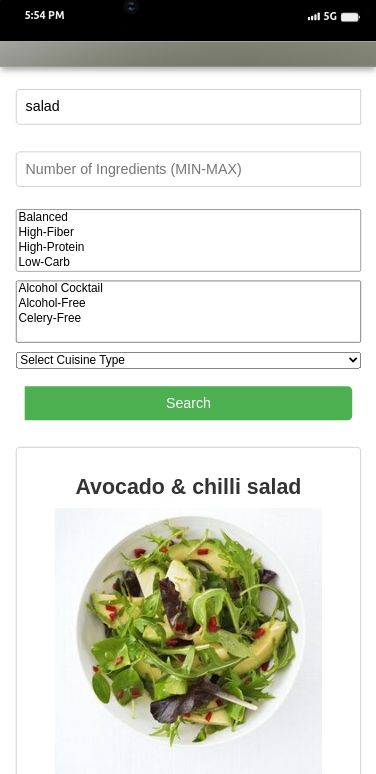 5:54 PM
5G
salad
Number of Ingredients (MIN-MAX)
Balanced
High-Fiber
High-Protein
Low-Carb
Alcohol Cocktail
Alcohol-Free
Celery-Free
Select Cuisine Type
Search
Avocado & chilli salad